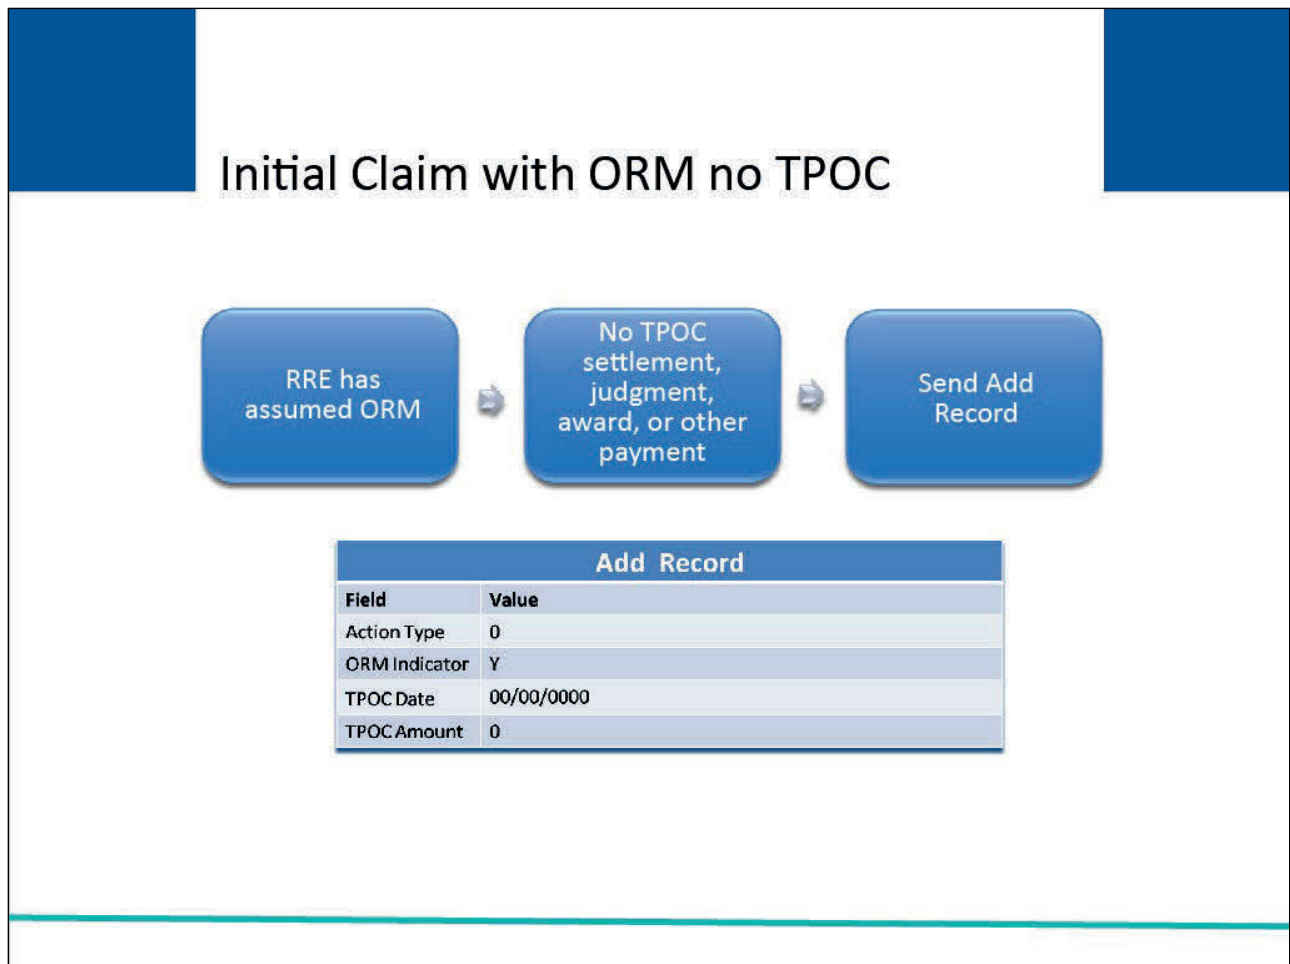 Initial Claim with ORM no TPOC
RRE has
assumed ORM
No TPOC
settlement,
judgment,
award, or other
payment
Send Add
Record
Add Record
Field Value
Action Type 0
ORM Indicator Y
TPOC Date 00/00/0000
TPOC Amount 0